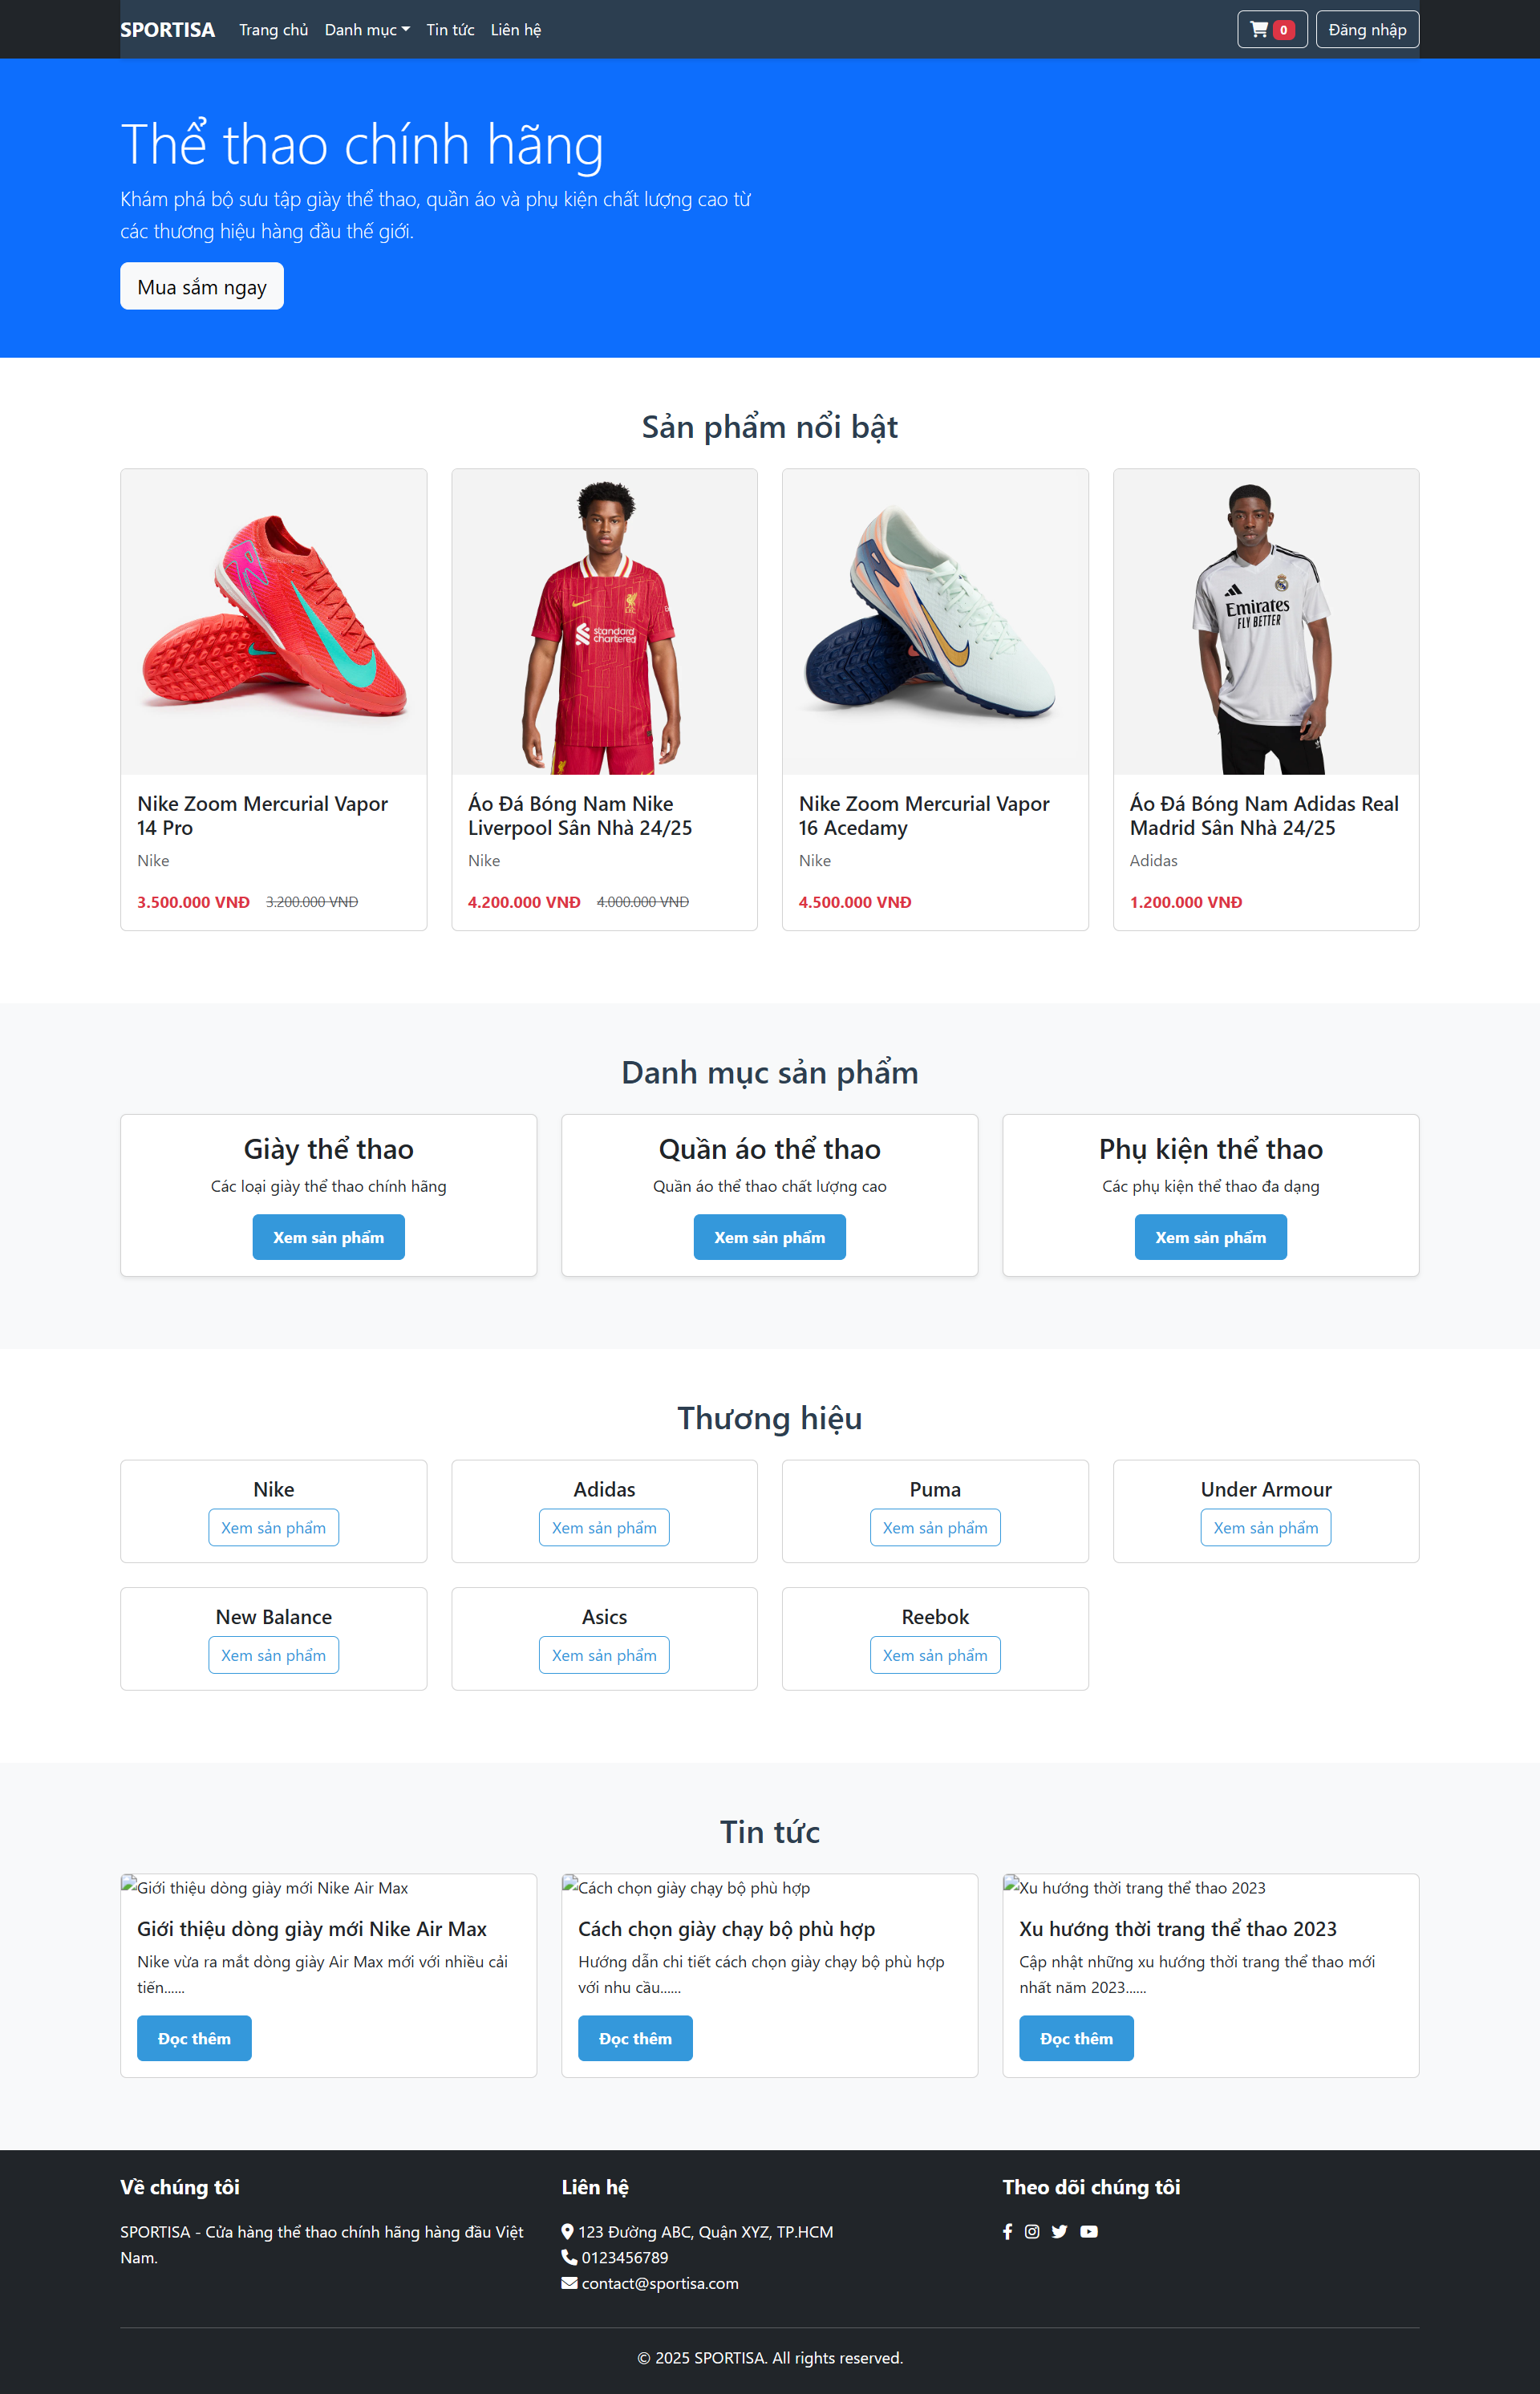 SPORTISA
Trang chủ
Danh mục
Tin tức
Liên hệ
0
Đăng nhập
Thể thao chính hãng
Khám phá bộ sưu tập giày thể thao, quần áo và phụ kiện chất lượng cao từ
các thương hiệu hàng đầu thế giới.
Mua sắm ngay
Sản phẩm nổi bật
standard
chartered
Emirates
FLY BETTER
Nike Zoom Mercurial Vapor
14 Pro
Nike
3.500.000 VNĐ 3.200.000 VNĐ
Áo Đá Bóng Nam Nike
Liverpool Sân Nhà 24/25
Nike
4.200.000 VNĐ 4.000.000 VNĐ
Nike Zoom Mercurial Vapor
16 Acedamy
Nike
4.500.000 VNĐ
Áo Đá Bóng Nam Adidas Real
Madrid Sân Nhà 24/25
Adidas
1.200.000 VNĐ
Danh mục sản phẩm
Giày thể thao
Các loại giày thể thao chính hãng
Xem sản phẩm
Quần áo thể thao
Quần áo thể thao chất lượng cao
Xem sản phẩm
Phụ kiện thể thao
Các phụ kiện thể thao đa dạng
Xem sản phẩm
Thương hiệu
Nike
Xem sản phẩm
Adidas
Xem sản phẩm
Puma
Xem sản phẩm
Under Armour
Xem sản phẩm
New Balance
Xem sản phẩm
Asics
Xem sản phẩm
Reebok
Xem sản phẩm
Tin tức
Giới thiệu dòng giày mới Nike Air Max
Giới thiệu dòng giày mới Nike Air Max
Nike vừa ra mắt dòng giày Air Max mới với nhiều cải
tiến......
Đọc thêm
Cách chọn giày chạy bộ phù hợp
Cách chọn giày chạy bộ phù hợp
Hướng dẫn chi tiết cách chọn giày chạy bộ phù hợp
với nhu cầu......
Đọc thêm
Xu hướng thời trang thể thao 2023
Xu hướng thời trang thể thao 2023
Cập nhật những xu hướng thời trang thể thao mới
nhất năm 2023......
Đọc thêm
Về chúng tôi
SPORTISA - Cửa hàng thể thao chính hãng hàng đầu Việt
Nam.
Liên hệ
123 Đường ABC, Quận XYZ, TP.HCM
0123456789
contact@sportisa.com
Theo dõi chúng tôi
© 2025 SPORTISA. All rights reserved.